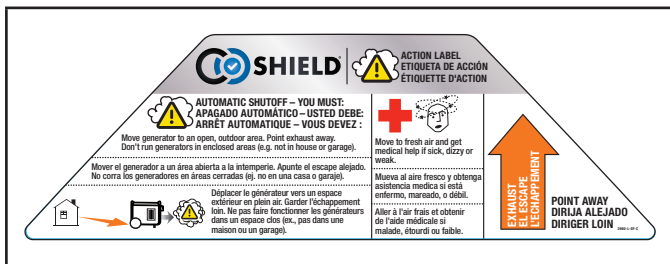 CO SHIELD®
ACTION LABEL
ETIQUETA DE ACCIÓN
ÉTIQUETTE D'ACTION
AUTOMATIC SHUTOFF – YOU MUST:
APAGADO AUTOMÁTICO – USTED DEBE:
ARRÊT AUTOMATIQUE – VOUS DEVEZ :
Move generator to an open, outdoor area. Point exhaust away.
Don't run generators in enclosed areas (e.g. not in house or garage).
Mover el generador a un área abierta a la intemperie. Apunte el escape alejado.
No corra los generadores en áreas cerradas (ej, no en una casa o garaje).
Déplacer le générateur vers un espace
extérieur en plein air. Garder l'échappement
loin. Ne pas faire fonctionner les générateurs
dans un espace clos (ex., pas dans une
maison ou un garage).
Move to fresh air and get
medical help if sick, dizzy or
weak.
Mueva al aire fresco y obtenga
asistencia medica si está
enfermo, mareado, o débil.
Aller à l'air frais et obtenir
de l'aide médicale si
malade, étourdi ou faible.
EXHAUST
EL ESCAPE
L'ÉCHAPPEMENT
POINT AWAY
DIRIJA ALEJADO
DIRIGER LOIN